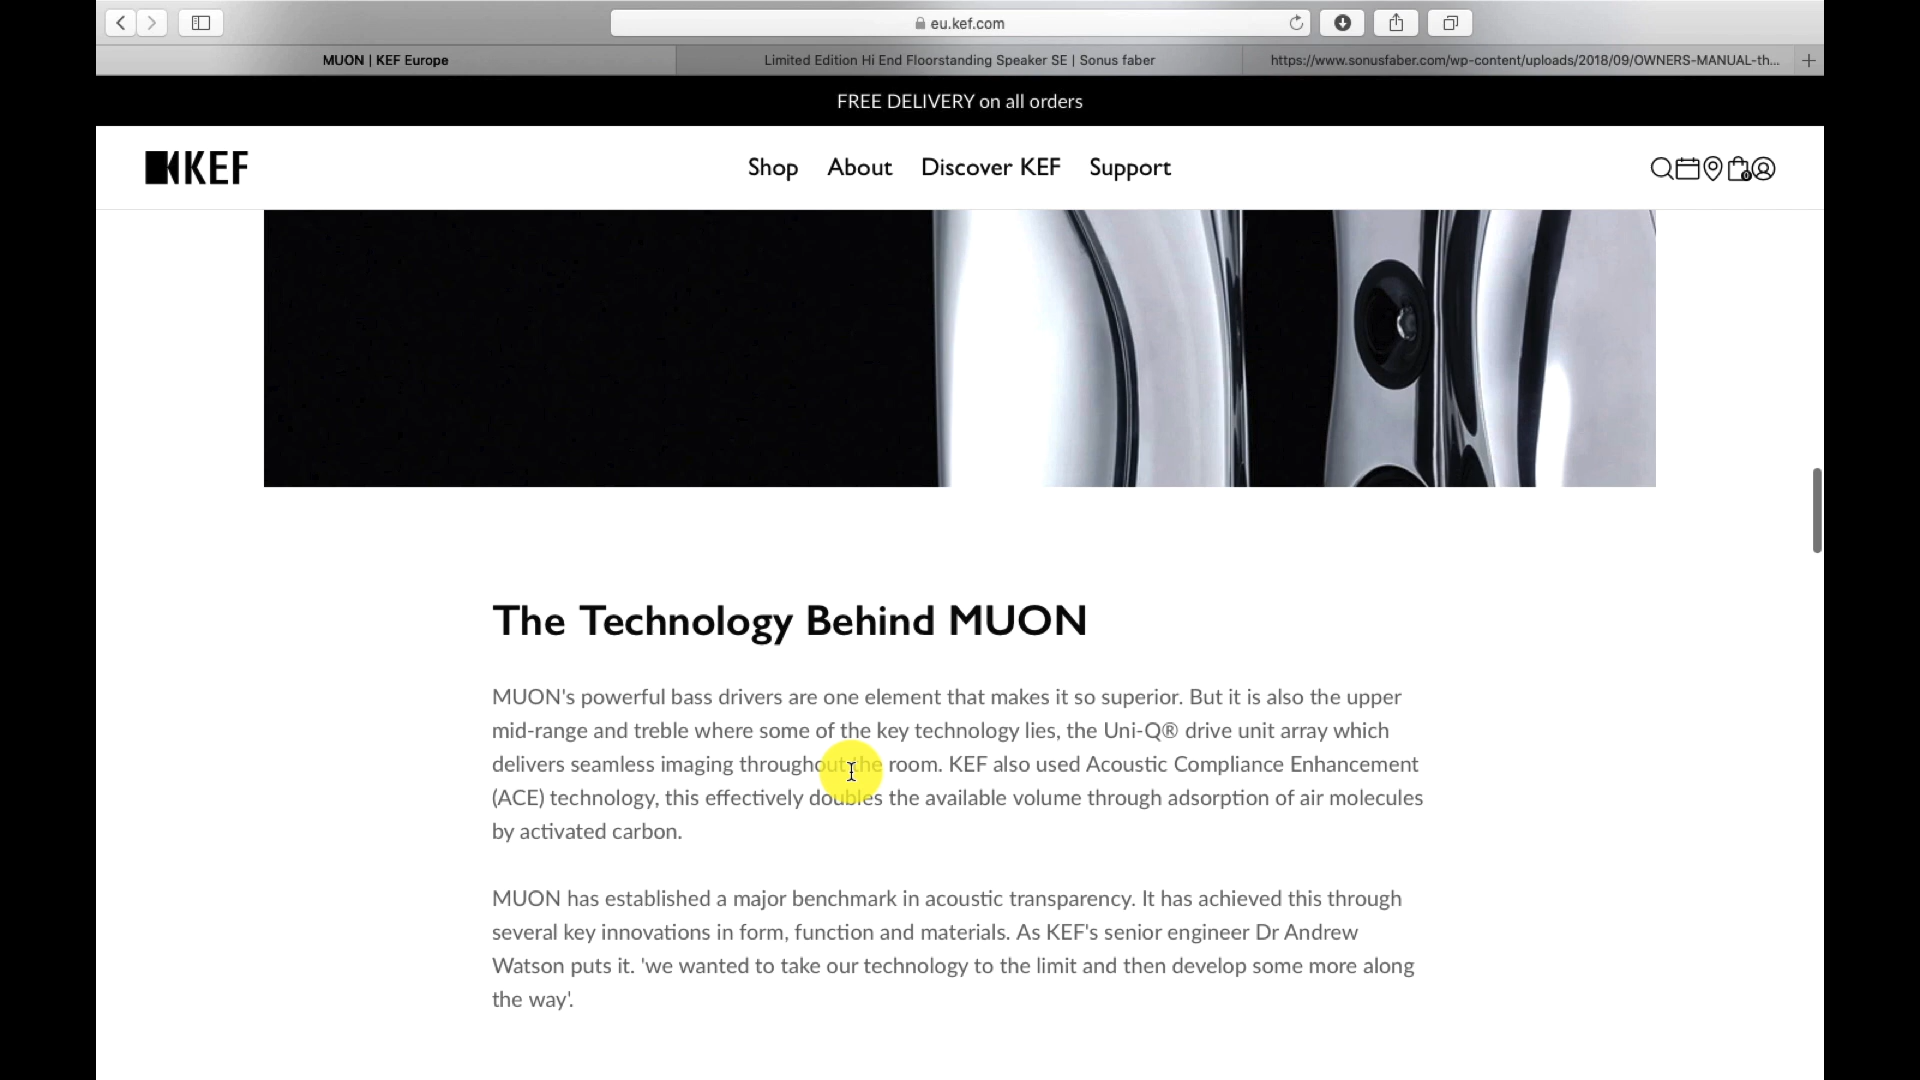 eu.kef.com
MUON | KEF Europe
Limited Edition Hi End Floorstanding Speaker SE | Sonus faber
https://www.sonusfaber.com/wp-content/uploads/2018/09/OWNERS-MANUAL-th...
FREE DELIVERY on all orders
KEF
Shop About Discover KEF Support
0
The Technology Behind MUON
MUON's powerful bass drivers are one element that makes it so superior. But it is also the upper
mid-range and treble where some of the key technology lies, the Uni-Q® drive unit array which
delivers seamless imaging throughout the room. KEF also used Acoustic Compliance Enhancement
(ACE) technology, this effectively doubles the available volume through adsorption of air molecules
by activated carbon.
MUON has established a major benchmark in acoustic transparency. It has achieved this through
several key innovations in form, function and materials. As KEF's senior engineer Dr Andrew
Watson puts it. 'we wanted to take our technology to the limit and then develop some more along
the way'.